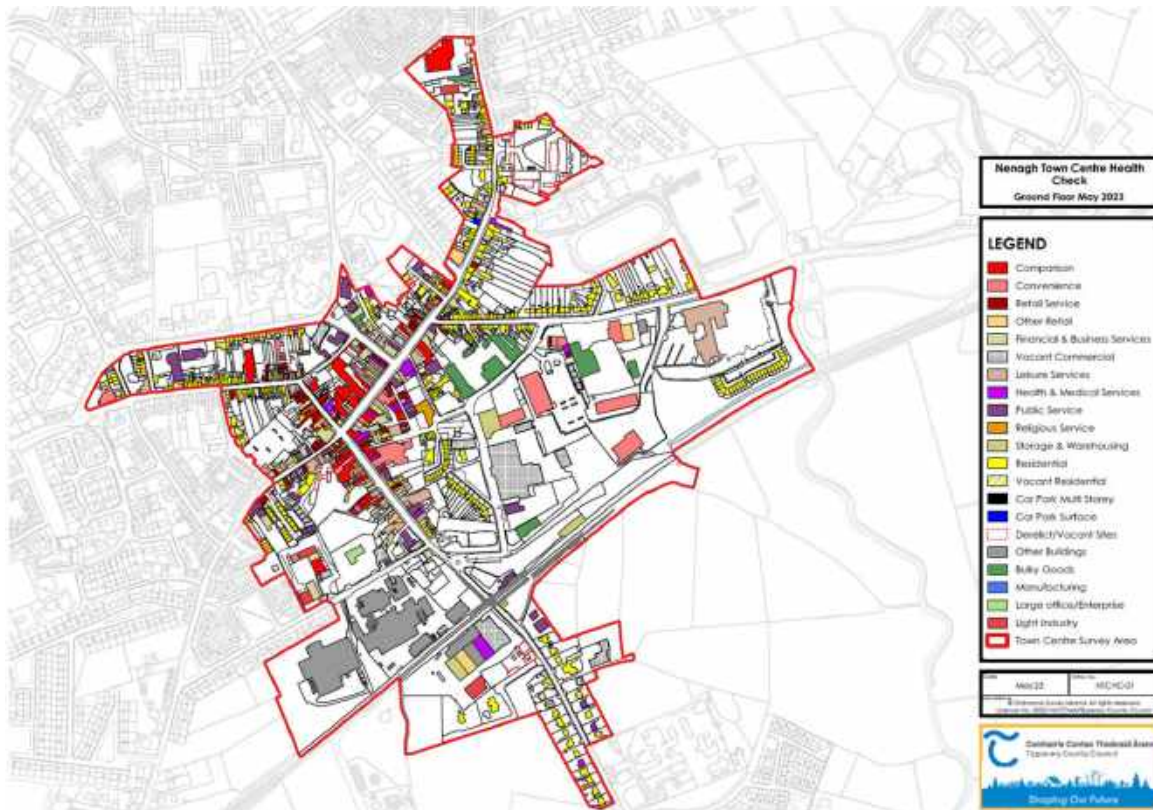 Nenagh Town Centre Health
Check
Ground Floor May 2023
LEGEND
Comparison
Convenience
Retail Service
Other Retail
Financial & Business Services
Vacant Commercial
Leisure Services
Health & Medical Services
Public Service
Religious Service
Storage & Warehousing
Residential
Vacant Residential
Car Park Multi Storey
Car Park Surface
Derelict/Vacant Sites
Other Buildings
Bulky Goods
Manufacturing
Large office/Enterprise
Light Industry
Town Centre Survey Area
Tipperary County Council
Shaping Our Future